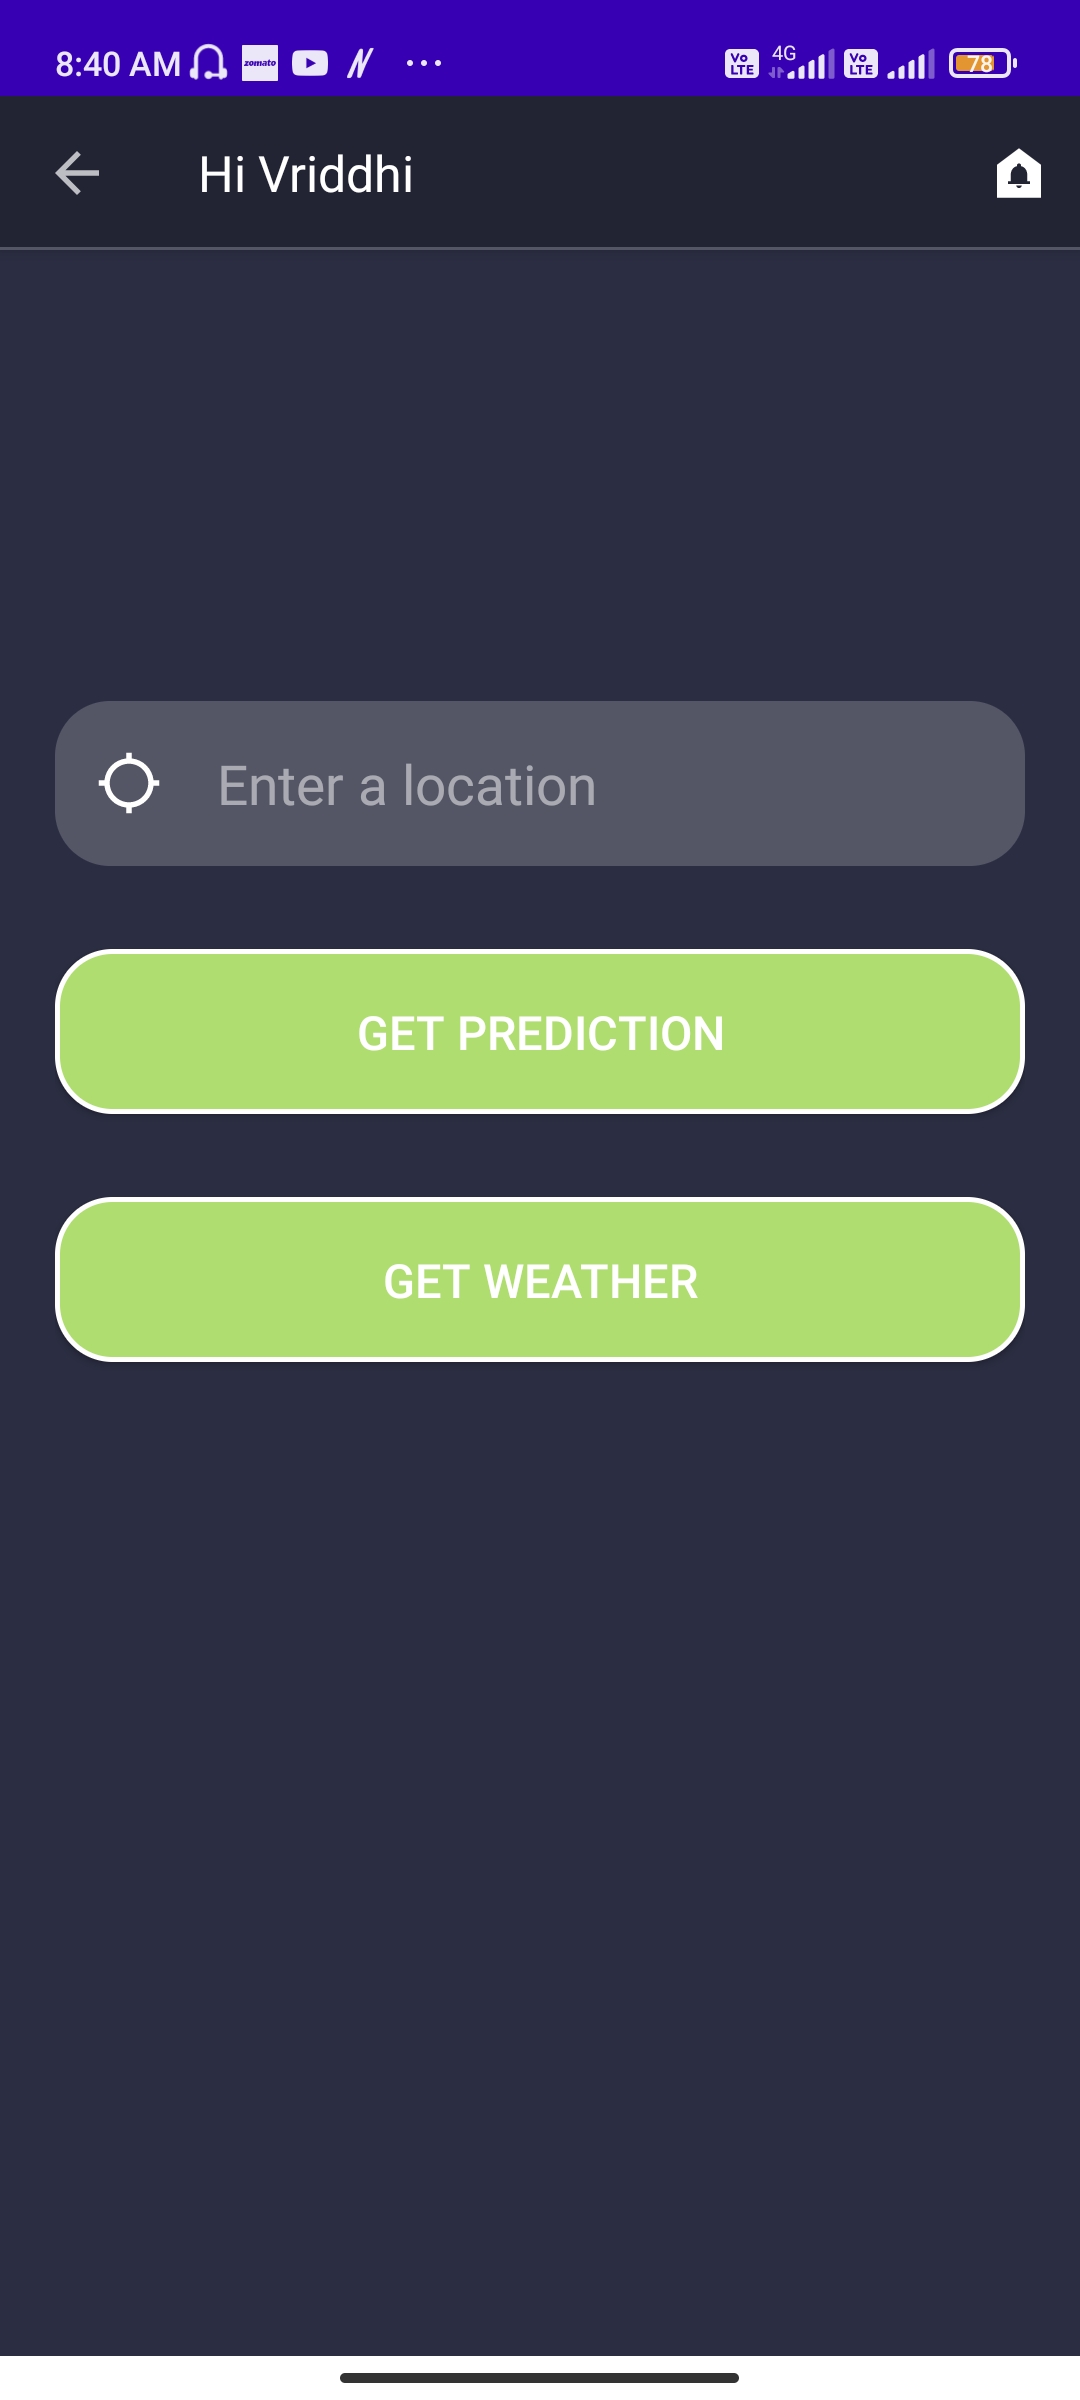 8:40 AM zomato Vo LTE 4G Vo LTE 78
Hi Vriddhi
Enter a location
GET PREDICTION
GET WEATHER